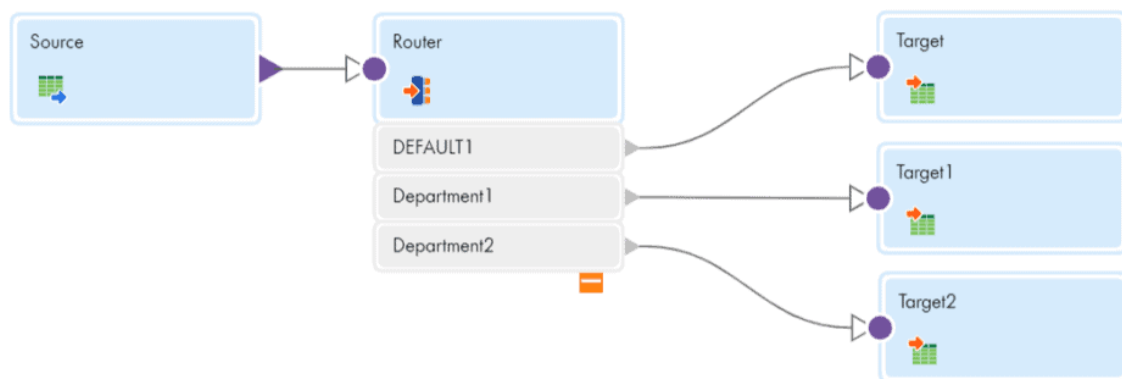 Source
Router
DEFAULT1
Department1
Department2
Target
Target1
Target2